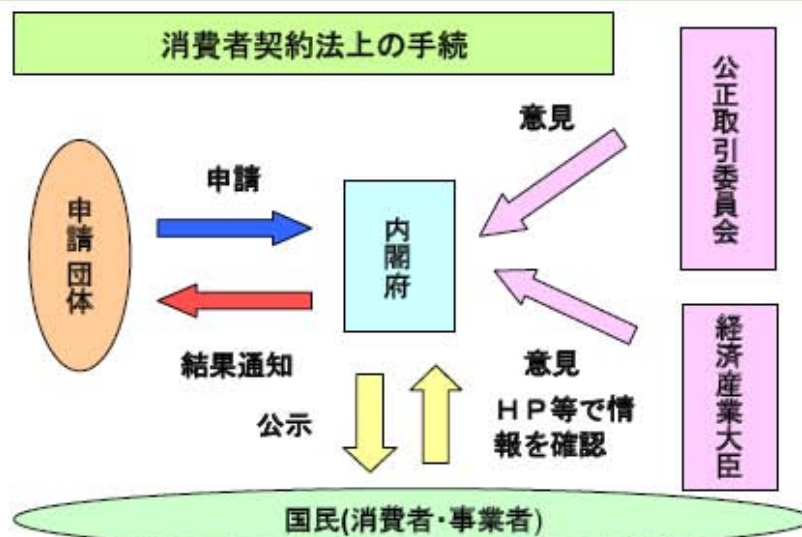 消費者契約法上の手続
公正取引委員会
意見
申請
申請団体
内閣府
結果通知
意見
経済産業大臣
公示
ＨＰ等で情
報を確認
国民(消費者・事業者)